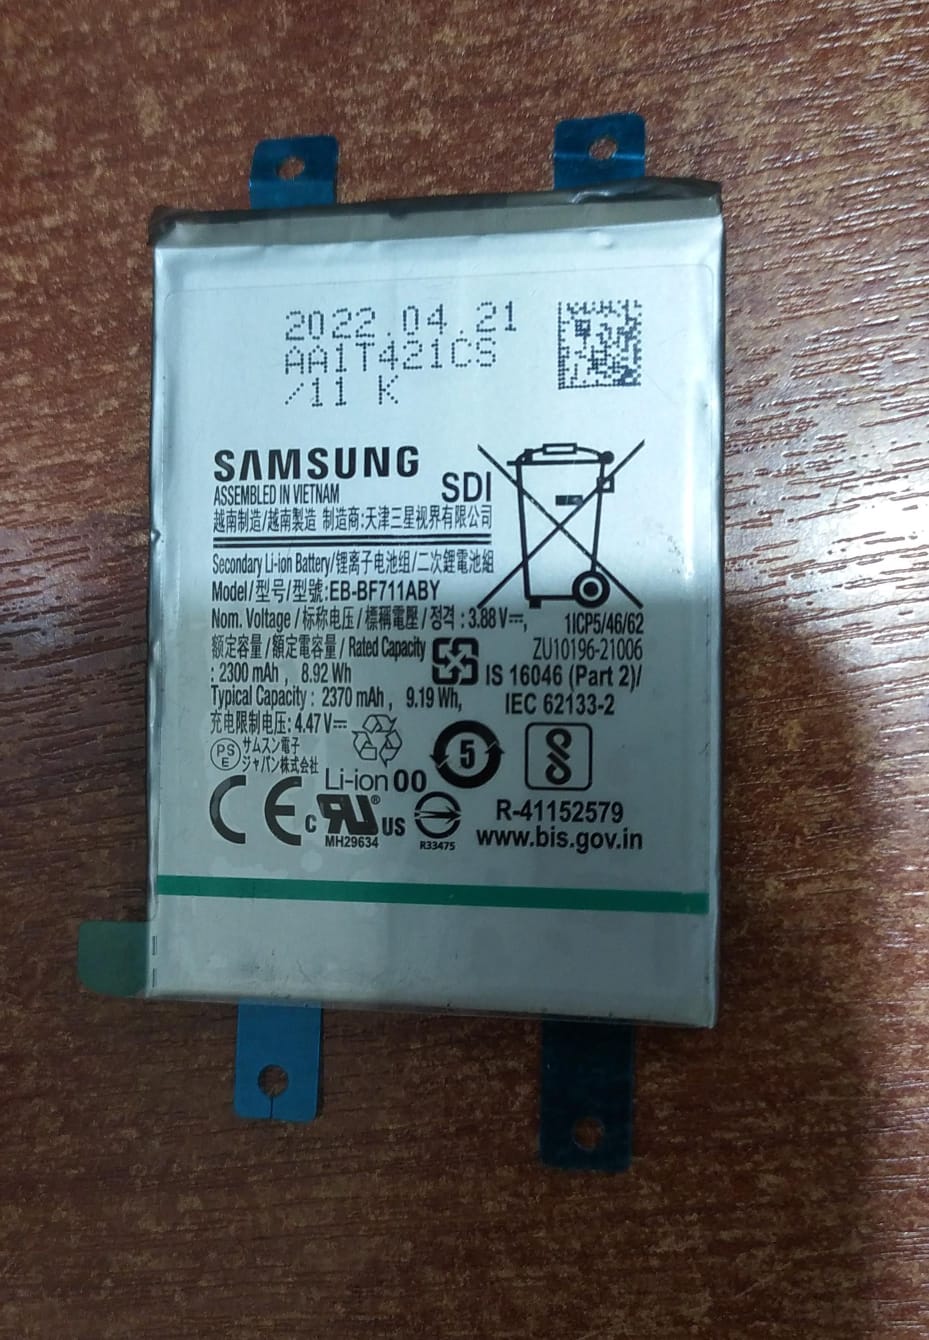 2022.04.21
AA1T421CS
/11 K
SAMSUNG
SDI
ASSEMBLED IN VIETNAM
越南制造/越南製造 制造商:天津三星视界有限公司
Secondary Li-ion Battery/锂离子电池组/二次鋰電池組
Model/型号/型號:EB-BF711ABY
Nom. Voltage/标称电压/標稱電壓/정격:3.88V⎓, 1ICP5/46/62
额定容量/額定電容量/Rated Capacity
ZU10196-21006
: 2300 mAh, 8.92 Wh
IS 16046 (Part 2)/
Typical Capacity: 2370 mAh, 9.19 Wh,
IEC 62133-2
充电限制电压:4.47V⎓
PS
E
サムスン電子
ジャパン株式会社
5
Li-ion 00
CE
c RU® US
MH29634
R33475
R-41152579
www.bis.gov.in